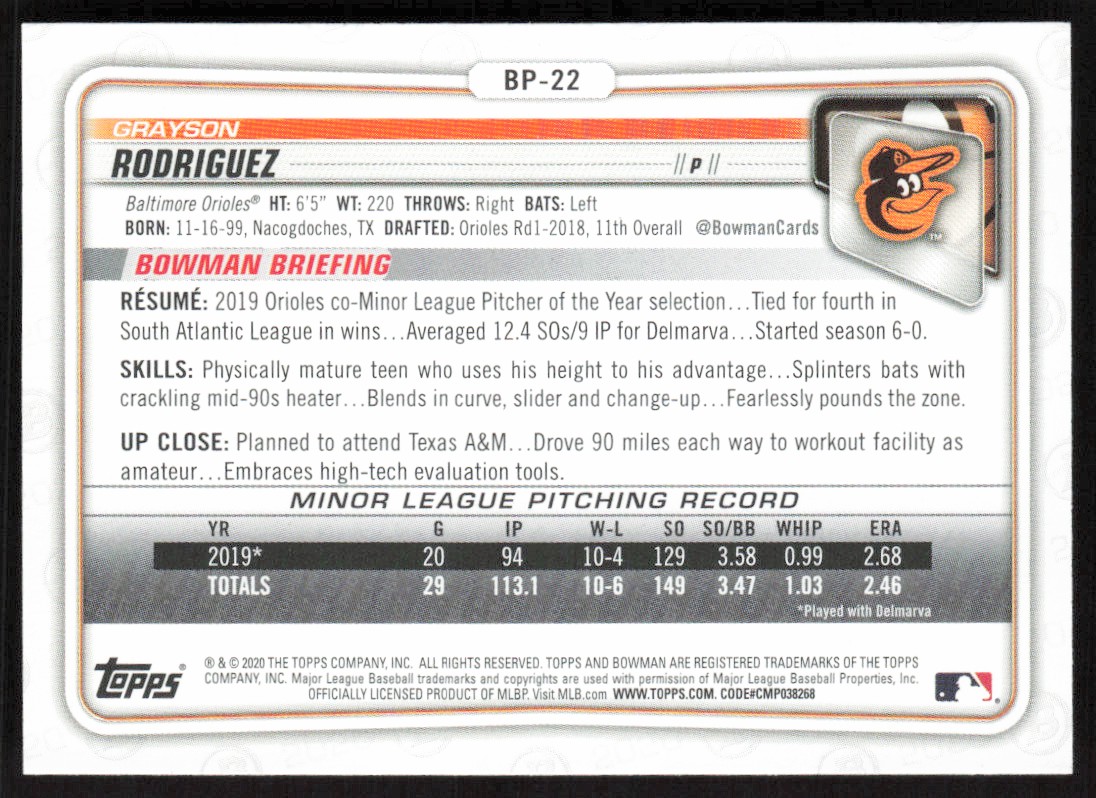 BP-22
GRAYSON
RODRIGUEZ // P //
Baltimore Orioles® HT: 6'5" WT: 220 THROWS: Right BATS: Left
BORN: 11-16-99, Nacogdoches, TX DRAFTED: Orioles Rd1-2018, 11th Overall @BowmanCards
TM
BOWMAN BRIEFING
RÉSUMÉ: 2019 Orioles co-Minor League Pitcher of the Year selection...Tied for fourth in
South Atlantic League in wins...Averaged 12.4 SOs/9 IP for Delmarva...Started season 6-0.
SKILLS: Physically mature teen who uses his height to his advantage...Splinters bats with
crackling mid-90s heater...Blends in curve, slider and change-up...Fearlessly pounds the zone.
UP CLOSE: Planned to attend Texas A&M...Drove 90 miles each way to workout facility as
amateur...Embraces high-tech evaluation tools.
MINOR LEAGUE PITCHING RECORD
YR G IP W-L SO SO/BB WHIP ERA
2019* 20 94 10-4 129 3.58 0.99 2.68
TOTALS 29 113.1 10-6 149 3.47 1.03 2.46
*Played with Delmarva
Topps®
® & © 2020 THE TOPPS COMPANY, INC. ALL RIGHTS RESERVED. TOPPS AND BOWMAN ARE REGISTERED TRADEMARKS OF THE TOPPS
COMPANY, INC. Major League Baseball trademarks and copyrights are used with permission of Major League Baseball Properties, Inc.
OFFICIALLY LICENSED PRODUCT OF MLBP. Visit MLB.com WWW.TOPPS.COM. CODE#CMP038268
®